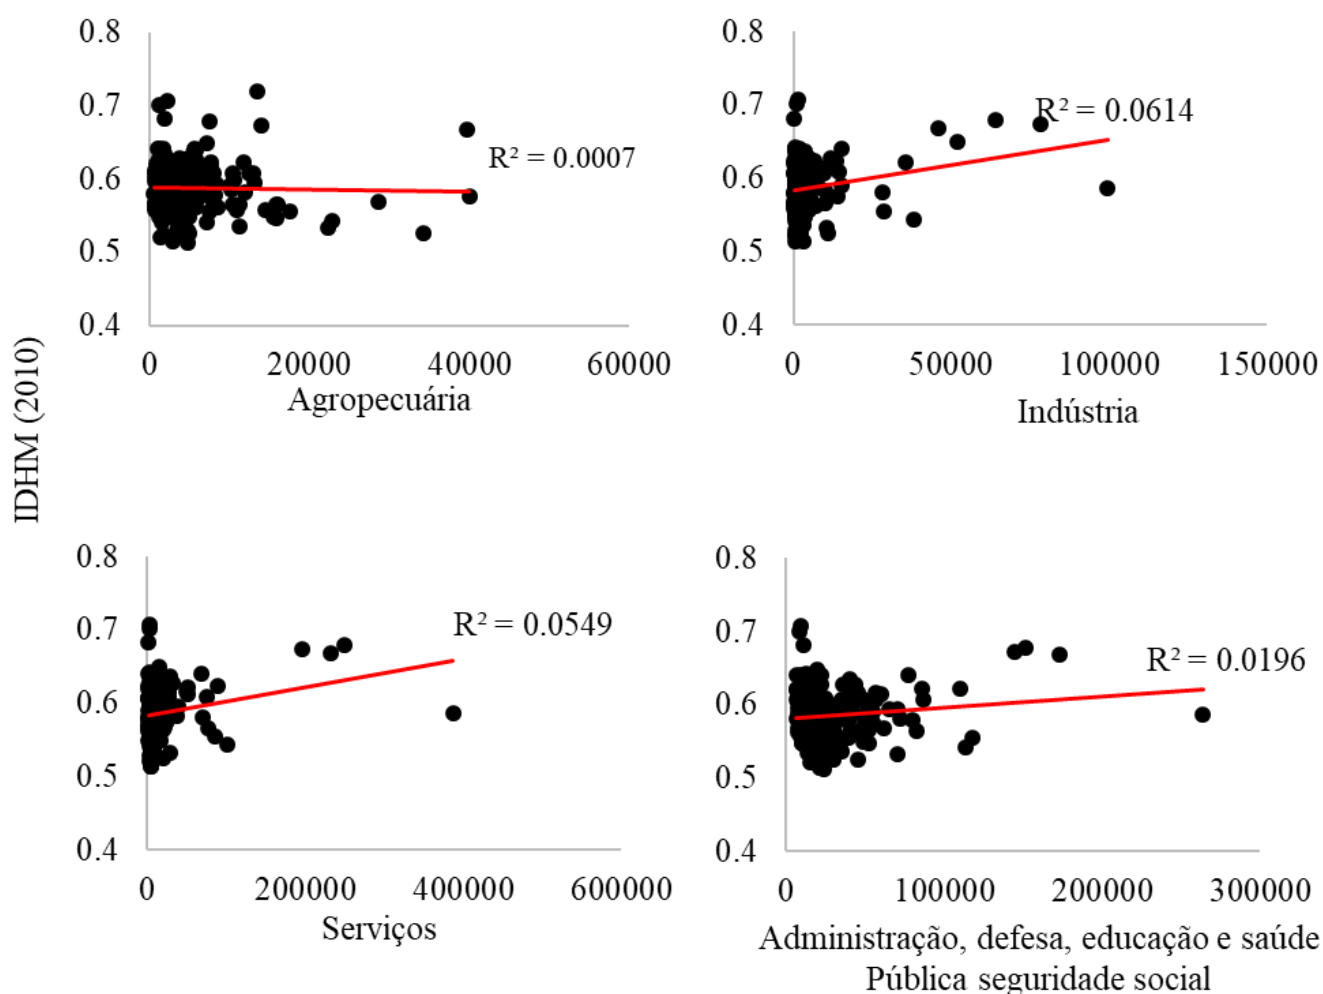 0.8
0.7
0.6
0.5
0.4
R² = 0.0007
0 20000 40000 60000
Agropecuária
0.8
0.7
0.6
0.5
0.4
R² = 0.0614
0 50000 100000 150000
Indústria
IDHM (2010)
0.8
0.7
0.6
0.5
0.4
R² = 0.0549
0 200000 400000 600000
Serviços
0.8
0.7
0.6
0.5
0.4
R² = 0.0196
0 100000 200000 300000
Administração, defesa, educação e saúde
Pública seguridade social